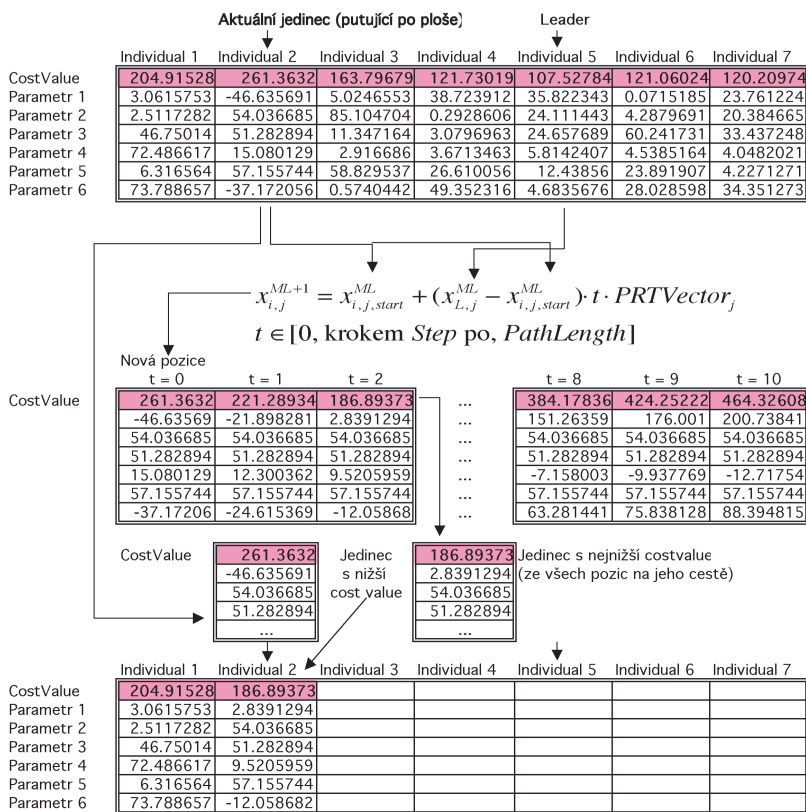 Aktuální jedinec (putující po ploše) Leader
Individual 1 Individual 2 Individual 3 Individual 4 Individual 5 Individual 6 Individual 7
CostValue 204.91528 261.3632 163.79679 121.73019 107.52784 121.06024 120.20974
Parametr 1 3.0615753 -46.635691 5.0246553 38.723912 35.822343 0.0715185 23.761224
Parametr 2 2.5117282 54.036685 85.104704 0.2928606 24.111443 4.2879691 20.384665
Parametr 3 46.75014 51.282894 11.347164 3.0796963 24.657689 60.241731 33.437248
Parametr 4 72.486617 15.080129 2.916686 3.6713463 5.8142407 4.5385164 4.0482021
Parametr 5 6.316564 57.155744 58.829537 26.610056 12.43856 23.891907 4.2271271
Parametr 6 73.788657 -37.172056 0.5740442 49.352316 4.6835676 28.028598 34.351273
x_{i,j}^{ML+1} = x_{i,j,start}^{ML} + (x_{L,j}^{ML} − x_{i,j,start}^{ML})· t · PRTVector_j
t ∈ [0, krokem Step po, PathLength]
Nová pozice
t = 0 t = 1 t = 2 t = 8 t = 9 t = 10
CostValue 261.3632 221.28934 186.89373 ... 384.17836 424.25222 464.32608
-46.63569 -21.898281 2.8391294 ... 151.26359 176.001 200.73841
54.036685 54.036685 54.036685 ... 54.036685 54.036685 54.036685
51.282894 51.282894 51.282894 ... 51.282894 51.282894 51.282894
15.080129 12.300362 9.5205959 ... -7.158003 -9.937769 -12.71754
57.155744 57.155744 57.155744 ... 57.155744 57.155744 57.155744
-37.17206 -24.615369 -12.05868 ... 63.281441 75.838128 88.394815
CostValue 261.3632 Jedinec 186.89373 Jedinec s nejnižší costvalue
-46.635691 s nižší 2.8391294 (ze všech pozic na jeho cestě)
54.036685 cost value 54.036685
51.282894 51.282894
... ...
Individual 1 Individual 2 Individual 3 Individual 4 Individual 5 Individual 6 Individual 7
CostValue 204.91528 186.89373
Parametr 1 3.0615753 2.8391294
Parametr 2 2.5117282 54.036685
Parametr 3 46.75014 51.282894
Parametr 4 72.486617 9.5205959
Parametr 5 6.316564 57.155744
Parametr 6 73.788657 -12.058682